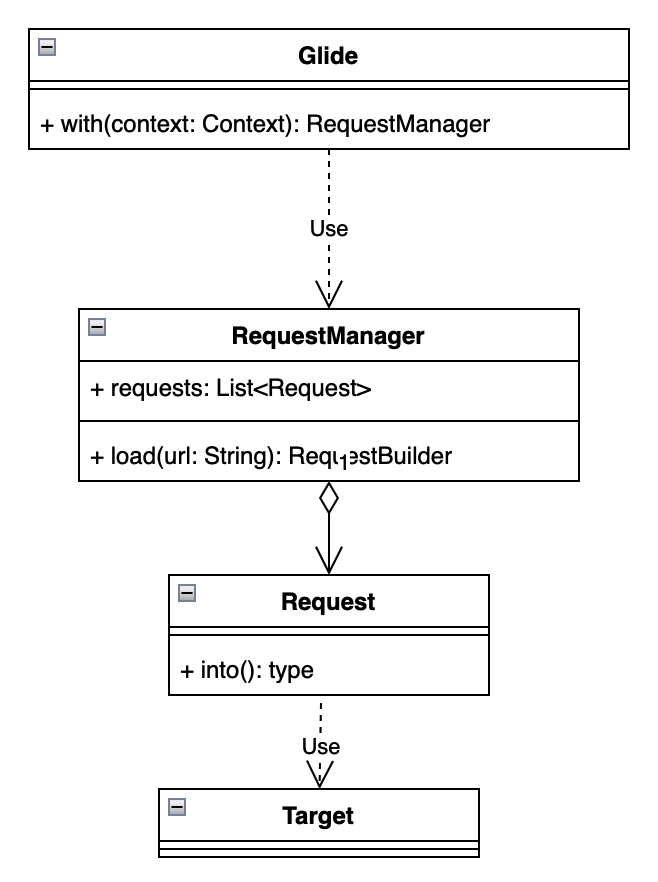 Glide
+ with(context: Context): RequestManager
Use
RequestManager
+ requests: List<Request>
+ load(url: String): RequestBuilder
1
Request
+ into(): type
Use
Target